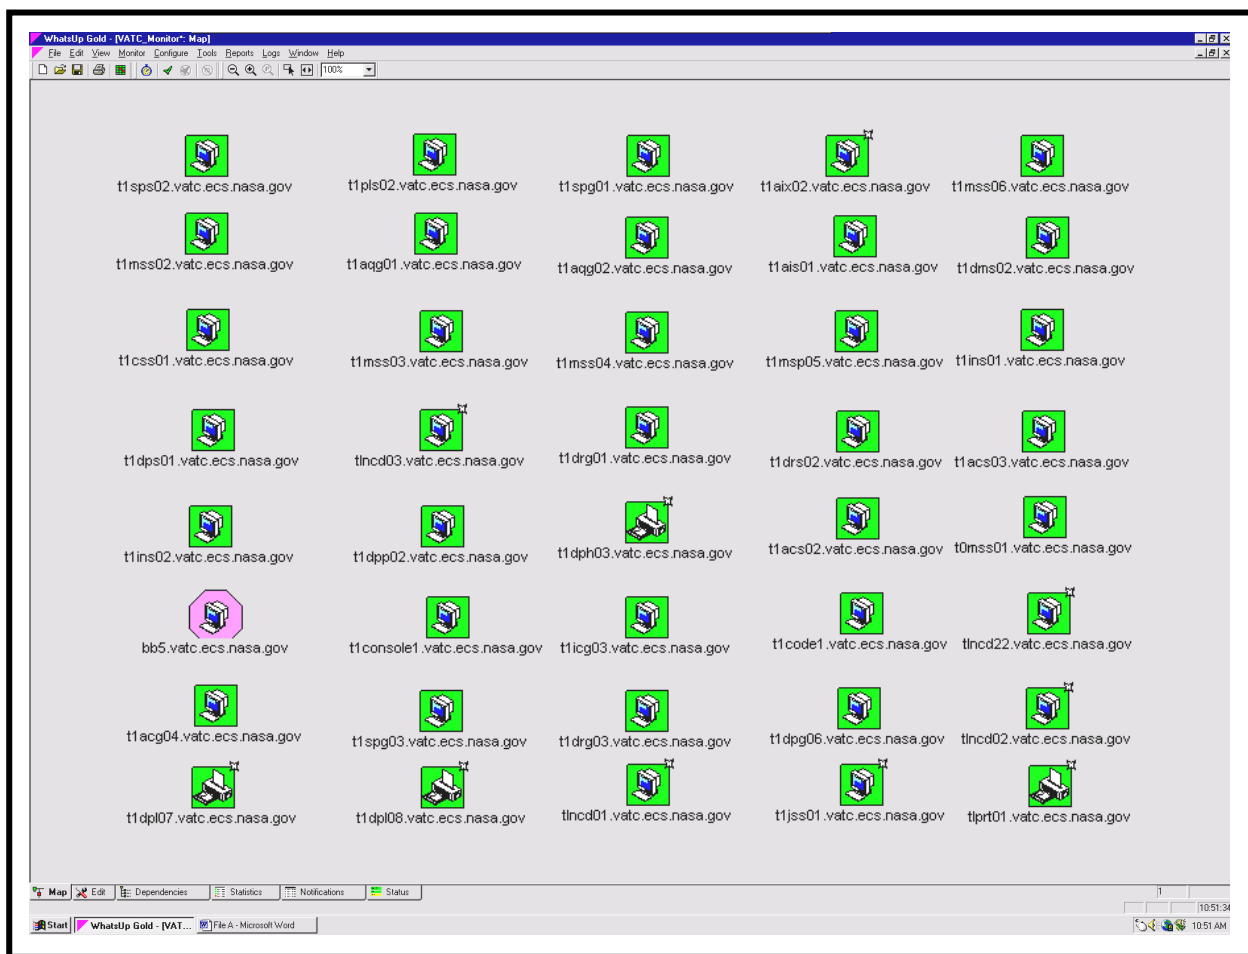 WhatsUp Gold - [VATC_Monitor*: Map]
File Edit View Monitor Configure Tools Reports Logs Window Help
100%
t1sps02.vatc.ecs.nasa.gov t1pls02.vatc.ecs.nasa.gov t1spg01.vatc.ecs.nasa.gov t1aix02.vatc.ecs.nasa.gov t1mss06.vatc.ecs.nasa.gov
t1mss02.vatc.ecs.nasa.gov t1aqg01.vatc.ecs.nasa.gov t1aqg02.vatc.ecs.nasa.gov t1ais01.vatc.ecs.nasa.gov t1dms02.vatc.ecs.nasa.gov
t1css01.vatc.ecs.nasa.gov t1mss03.vatc.ecs.nasa.gov t1mss04.vatc.ecs.nasa.gov t1msp05.vatc.ecs.nasa.gov t1ins01.vatc.ecs.nasa.gov
t1dps01.vatc.ecs.nasa.gov tlncd03.vatc.ecs.nasa.gov t1drg01.vatc.ecs.nasa.gov t1drs02.vatc.ecs.nasa.gov t1acs03.vatc.ecs.nasa.gov
t1ins02.vatc.ecs.nasa.gov t1dpp02.vatc.ecs.nasa.gov t1dph03.vatc.ecs.nasa.gov t1acs02.vatc.ecs.nasa.gov t0mss01.vatc.ecs.nasa.gov
bb5.vatc.ecs.nasa.gov t1console1.vatc.ecs.nasa.gov t1icg03.vatc.ecs.nasa.gov t1code1.vatc.ecs.nasa.gov tlncd22.vatc.ecs.nasa.gov
t1acg04.vatc.ecs.nasa.gov t1spg03.vatc.ecs.nasa.gov t1drg03.vatc.ecs.nasa.gov t1dpg06.vatc.ecs.nasa.gov tlncd02.vatc.ecs.nasa.gov
t1dpl07.vatc.ecs.nasa.gov t1dpl08.vatc.ecs.nasa.gov tlncd01.vatc.ecs.nasa.gov t1jss01.vatc.ecs.nasa.gov tlprt01.vatc.ecs.nasa.gov
Map Edit Dependencies Statistics Notifications Status 1
10:51:34
Start WhatsUp Gold - [VAT... File A - Microsoft Word 10:51 AM